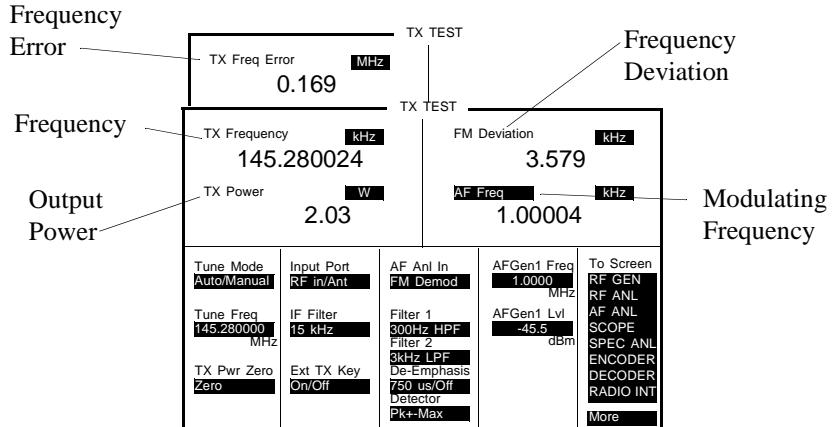 Frequency
Error
TX TEST
TX Freq Error MHz
0.169
Frequency
Deviation
TX TEST
Frequency
TX Frequency kHz
145.280024
FM Deviation kHz
3.579
Output
Power
TX Power W
2.03
AF Freq kHz
1.00004
Modulating
Frequency
Tune Mode
Auto/Manual
Tune Freq
145.280000
MHz
TX Pwr Zero
Zero
Input Port
RF in/Ant
IF Filter
15 kHz
Ext TX Key
On/Off
AF Anl In
FM Demod
Filter 1
300Hz HPF
Filter 2
3kHz LPF
De-Emphasis
750 us/Off
Detector
Pk+-Max
AFGen1 Freq
1.0000
MHz
AFGen1 Lvl
-45.5
dBm
To Screen
RF GEN
RF ANL
AF ANL
SCOPE
SPEC ANL
ENCODER
DECODER
RADIO INT
More